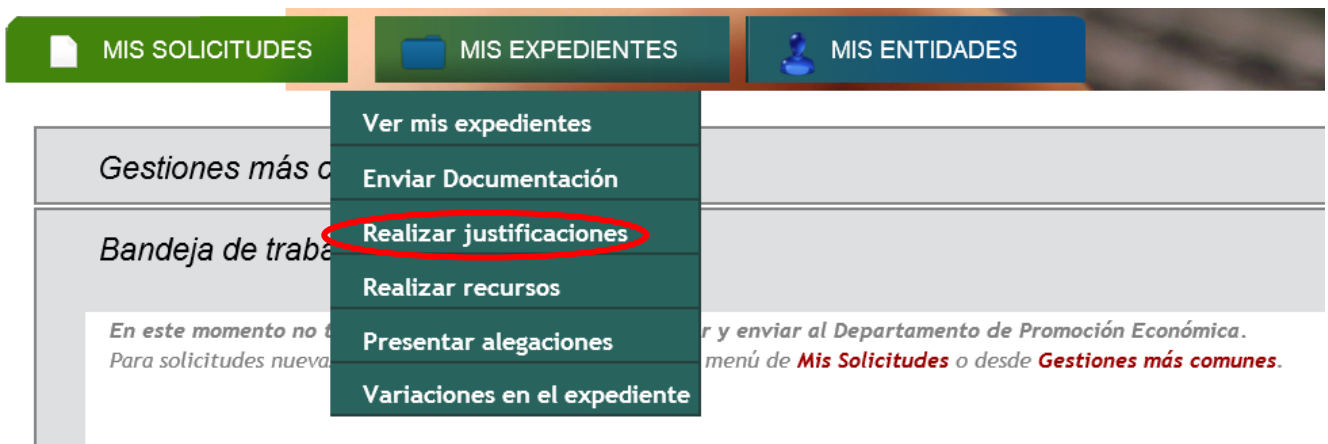 MIS SOLICITUDES MIS EXPEDIENTES MIS ENTIDADES
Ver mis expedientes
Gestiones más
Enviar Documentación
Realizar justificaciones
Bandeja de
Realizar recursos
En este momento no y enviar al Departamento de Promoción Económica.
Presentar alegaciones
Para solicitudes menú de Mis Solicitudes o desde Gestiones más comunes.
Variaciones en el expediente